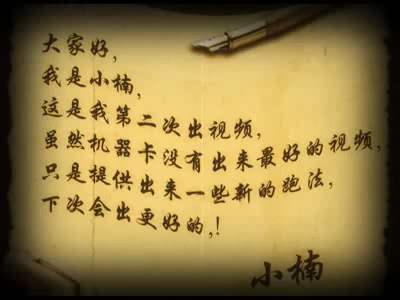 大家好,
我是小楠,
这是我第二次出视频,
虽然机器卡没有出来最好的视频,
只是提供出来一些新的跑法,
下次会出更好的,!
小楠